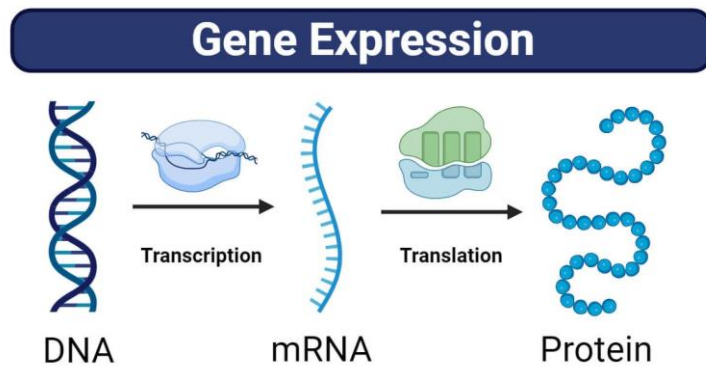 Gene Expression
Transcription
Translation
DNA
mRNA
Protein